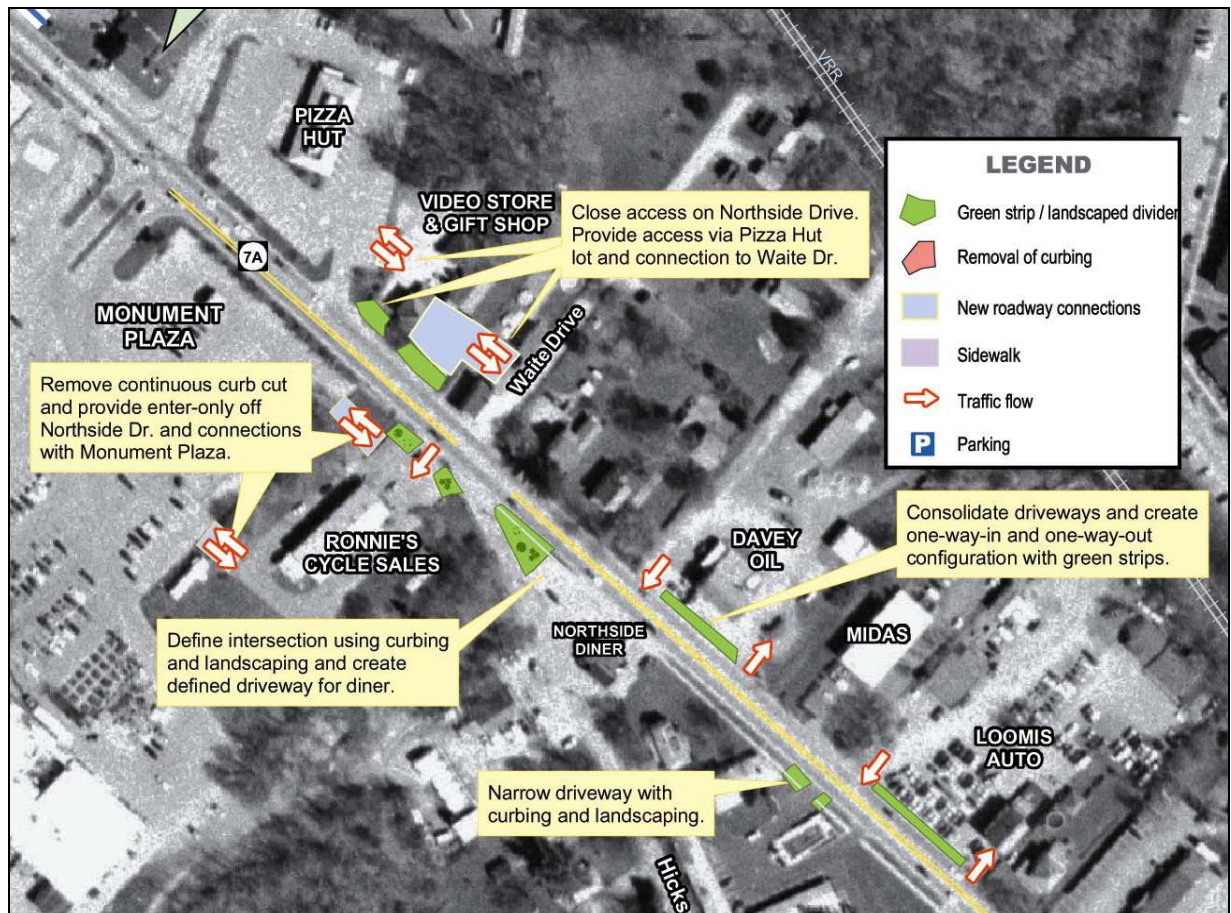 VRR
PIZZA
HUT
LEGEND
Green strip / landscaped divider
Removal of curbing
New roadway connections
Sidewalk
Traffic flow
P
Parking
VIDEO STORE
& GIFT SHOP
Close access on Northside Drive.
Provide access via Pizza Hut
lot and connection to Waite Dr.
7A
MONUMENT
PLAZA
Waite Drive
Remove continuous curb cut
and provide enter-only off
Northside Dr. and connections
with Monument Plaza.
RONNIE'S
CYCLE SALES
DAVEY
OIL
Consolidate driveways and create
one-way-in and one-way-out
configuration with green strips.
Define intersection using curbing
and landscaping and create
defined driveway for diner.
NORTHSIDE
DINER
MIDAS
LOOMIS
AUTO
Narrow driveway with
curbing and landscaping.
Hicks